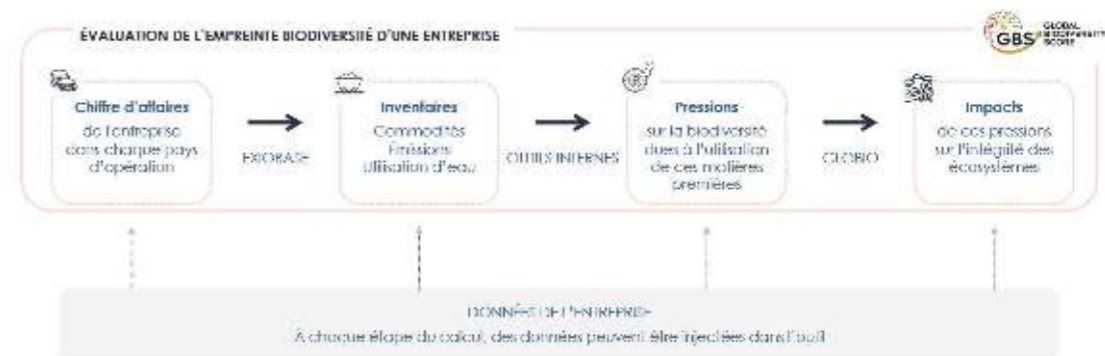 ÉVALUATION DE L'EMPREINTE BIODIVERSITÉ D'UNE ENTREPRISE
GBS
GLOBAL
BIODIVERSITY
SCORE
Chiffre d'affaires
de l'entreprise
dans chaque pays
d'opération
EXIOBASE
Inventaires
Commodités
Émissions
Utilisation d'eau
OUTILS INTERNES
Pressions
sur la biodiversité
dues à l'utilisation
de ces matières
premières
GLOBIO
Impacts
de ces pressions
sur l'intégrité des
écosystèmes
DONNÉES DE L'ENTREPRISE
À chaque étape du calcul, des données peuvent être injectées dans l'outil